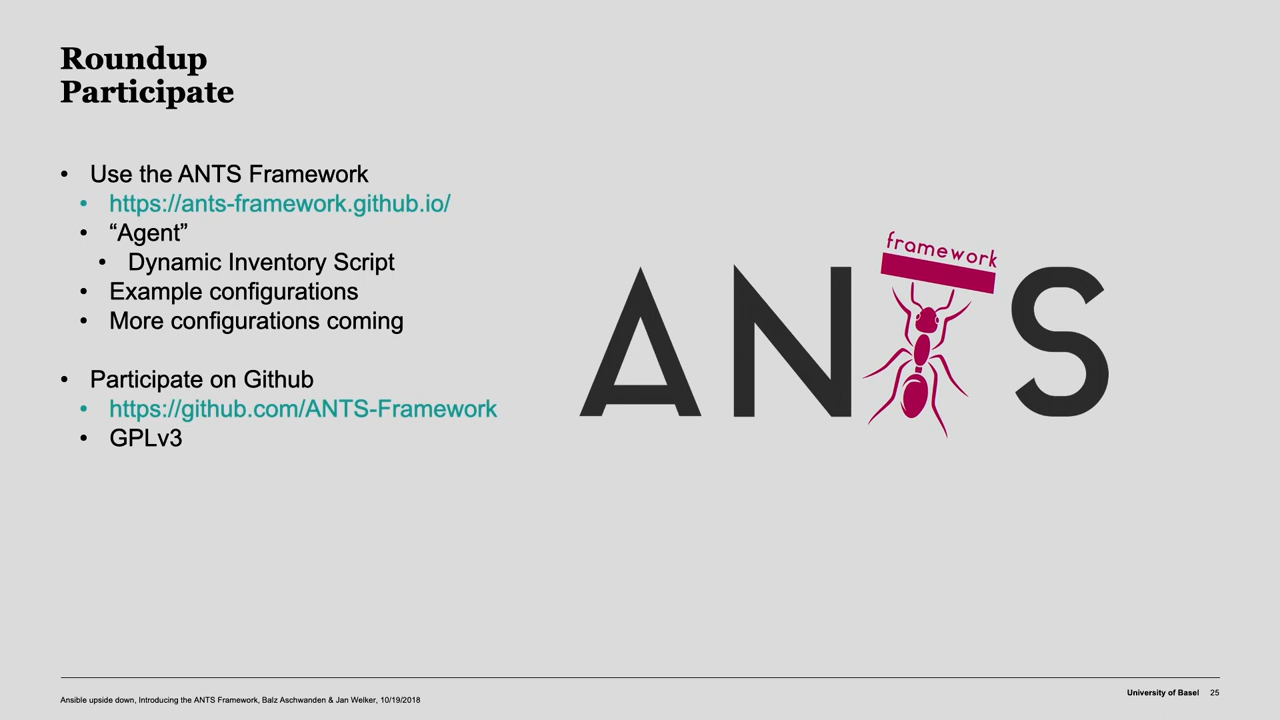 Roundup
Participate
• Use the ANTS Framework
• https://ants-framework.github.io/
• “Agent”
• Dynamic Inventory Script
• Example configurations
• More configurations coming
• Participate on Github
• https://github.com/ANTS-Framework
• GPLv3
framework
ANTS
Ansible upside down, Introducing the ANTS Framework, Balz Aschwanden & Jan Welker, 10/19/2018
University of Basel 25